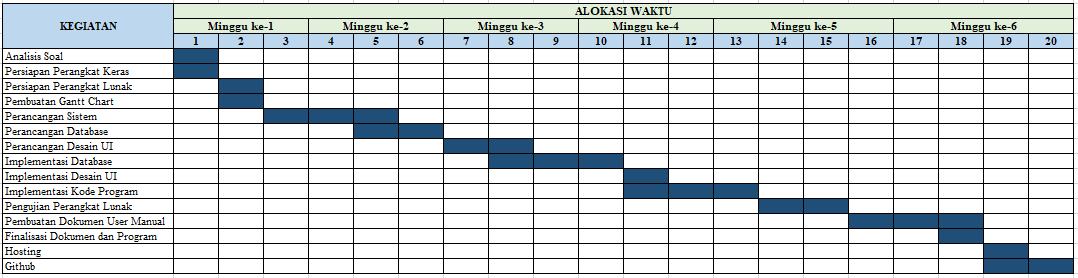 KEGIATAN
ALOKASI WAKTU
Minggu ke-1 Minggu ke-2 Minggu ke-3 Minggu ke-4 Minggu ke-5 Minggu ke-6
1 2 3 4 5 6 7 8 9 10 11 12 13 14 15 16 17 18 19 20
Analisis Soal
Persiapan Perangkat Keras
Persiapan Perangkat Lunak
Pembuatan Gantt Chart
Perancangan Sistem
Perancangan Database
Perancangan Desain UI
Implementasi Database
Implementasi Desain UI
Implementasi Kode Program
Pengujian Perangkat Lunak
Pembuatan Dokumen User Manual
Finalisasi Dokumen dan Program
Hosting
Github